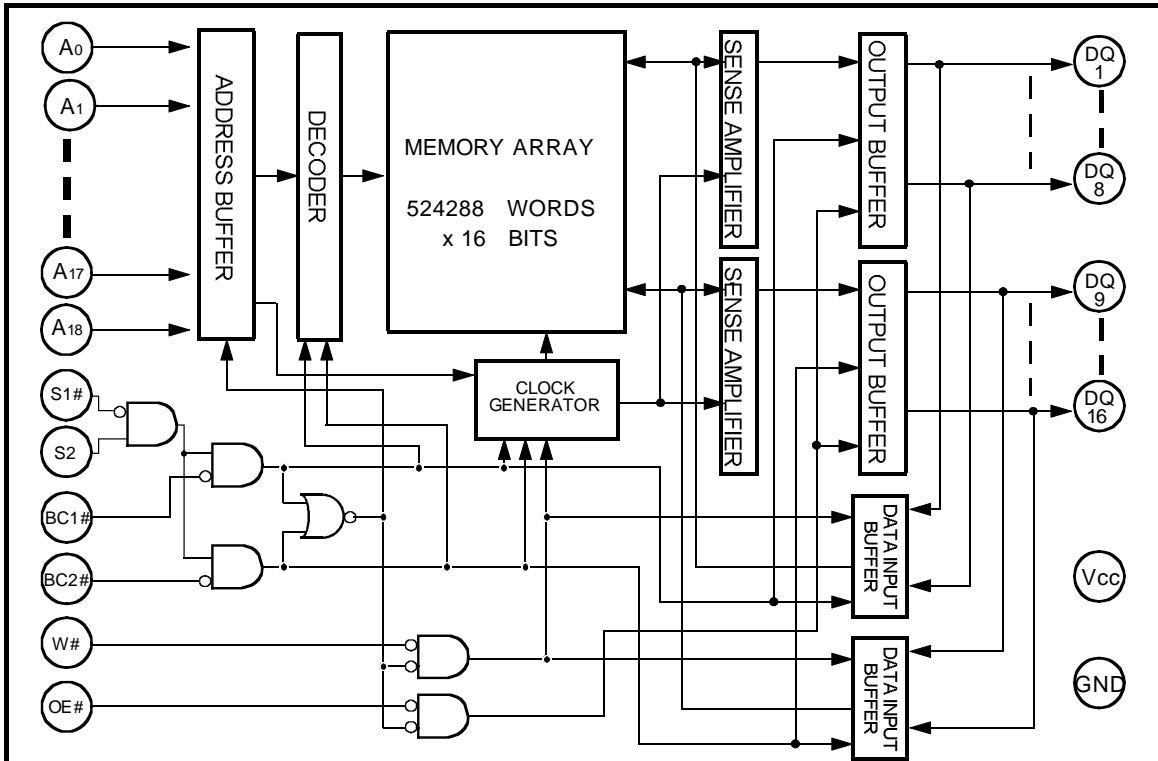 A0
A1
A17
A18
S1#
S2
BC1#
BC2#
W#
OE#
ADDRESS BUFFER
DECODER
MEMORY ARRAY
524288 WORDS
x 16 BITS
CLOCK
GENERATOR
SENSE AMPLIFIER
SENSE AMPLIFIER
OUTPUT BUFFER
OUTPUT BUFFER
DATA INPUT
BUFFER
DATA INPUT
BUFFER
DQ
1
DQ
8
DQ
9
DQ
16
Vcc
GND